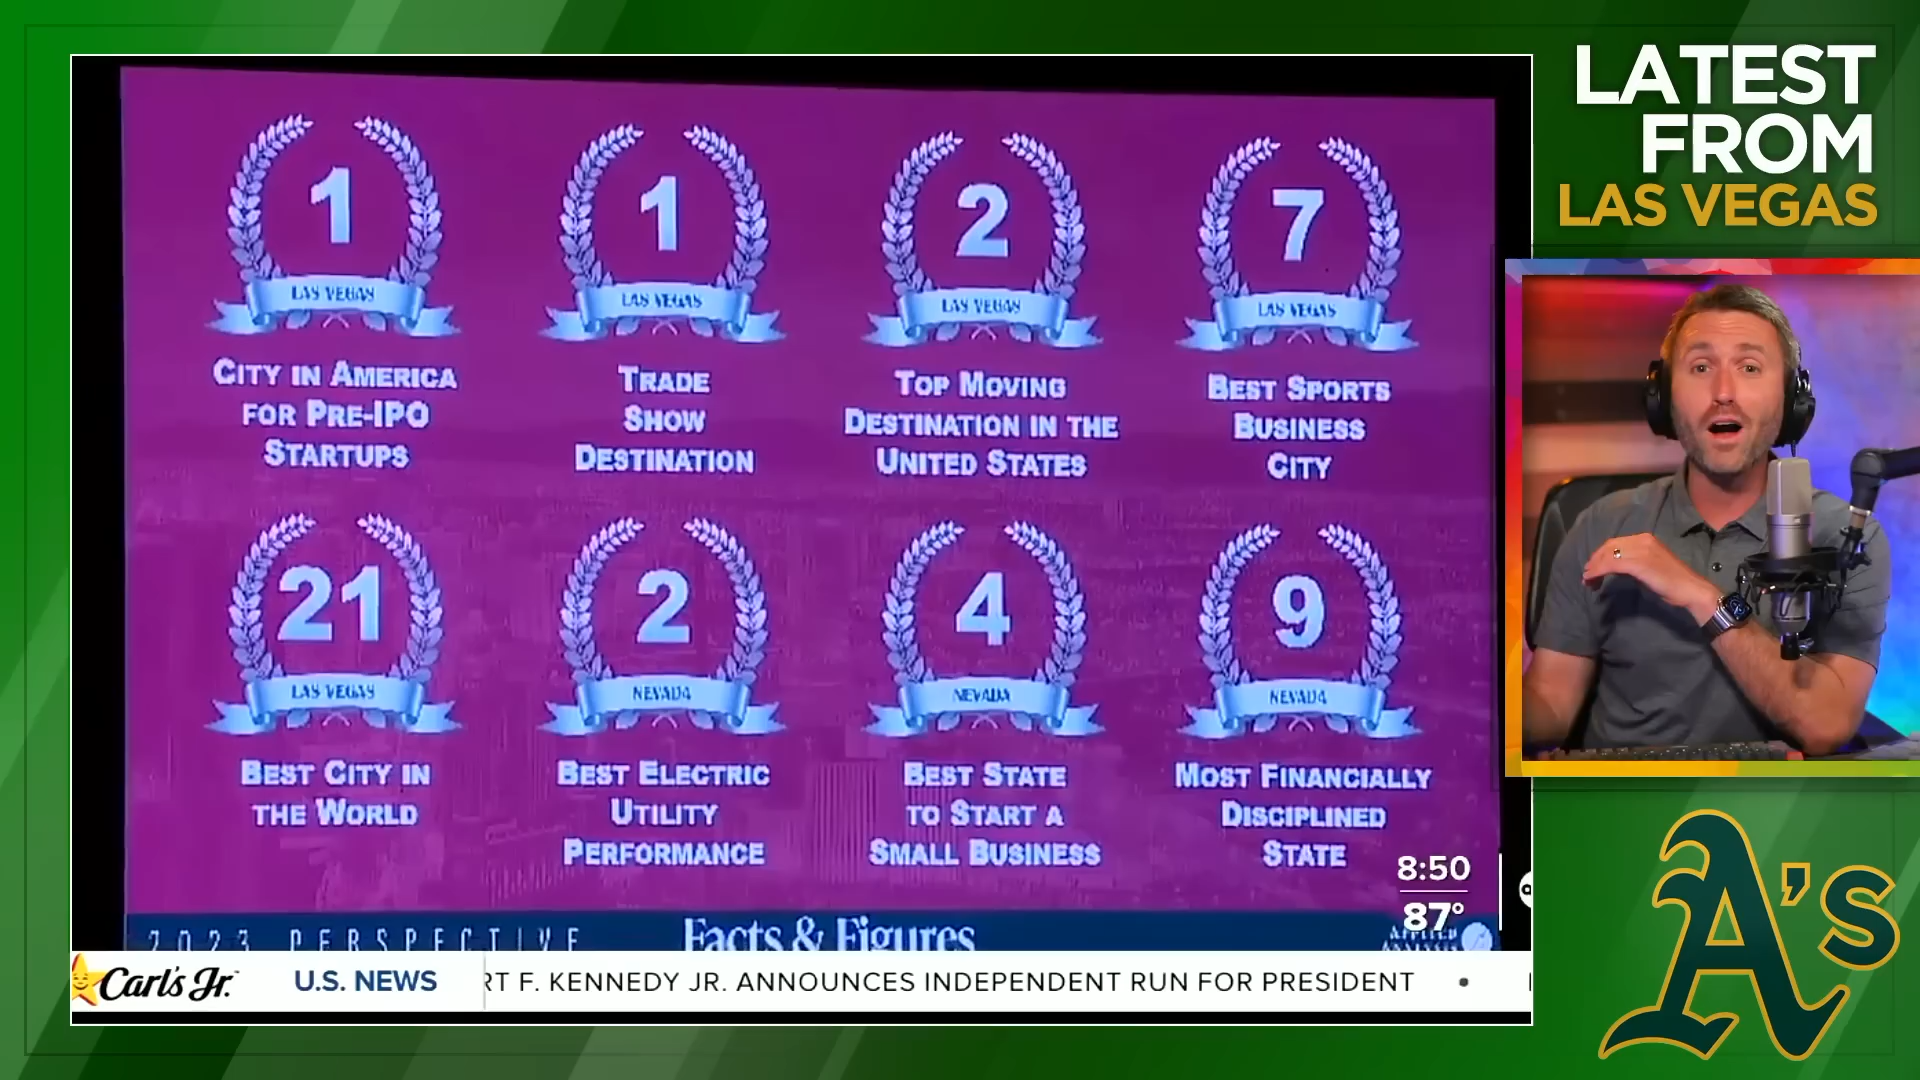 LATEST
FROM
LAS VEGAS
1
LAS VEGAS
CITY IN AMERICA
FOR PRE-IPO
STARTUPS
1
LAS VEGAS
TRADE
SHOW
DESTINATION
2
LAS VEGAS
TOP MOVING
DESTINATION IN THE
UNITED STATES
7
LAS VEGAS
BEST SPORTS
BUSINESS
CITY
21
LAS VEGAS
BEST CITY IN
THE WORLD
2
NEVADA
BEST ELECTRIC
UTILITY
PERFORMANCE
4
NEVADA
BEST STATE
TO START A
SMALL BUSINESS
9
NEVADA
MOST FINANCIALLY
DISCIPLINED
STATE
8:50
87°
2023 PERSPECTIVE
Facts & Figures
Carl's Jr.
U.S. NEWS
RT F. KENNEDY JR. ANNOUNCES INDEPENDENT RUN FOR PRESIDENT •
A's